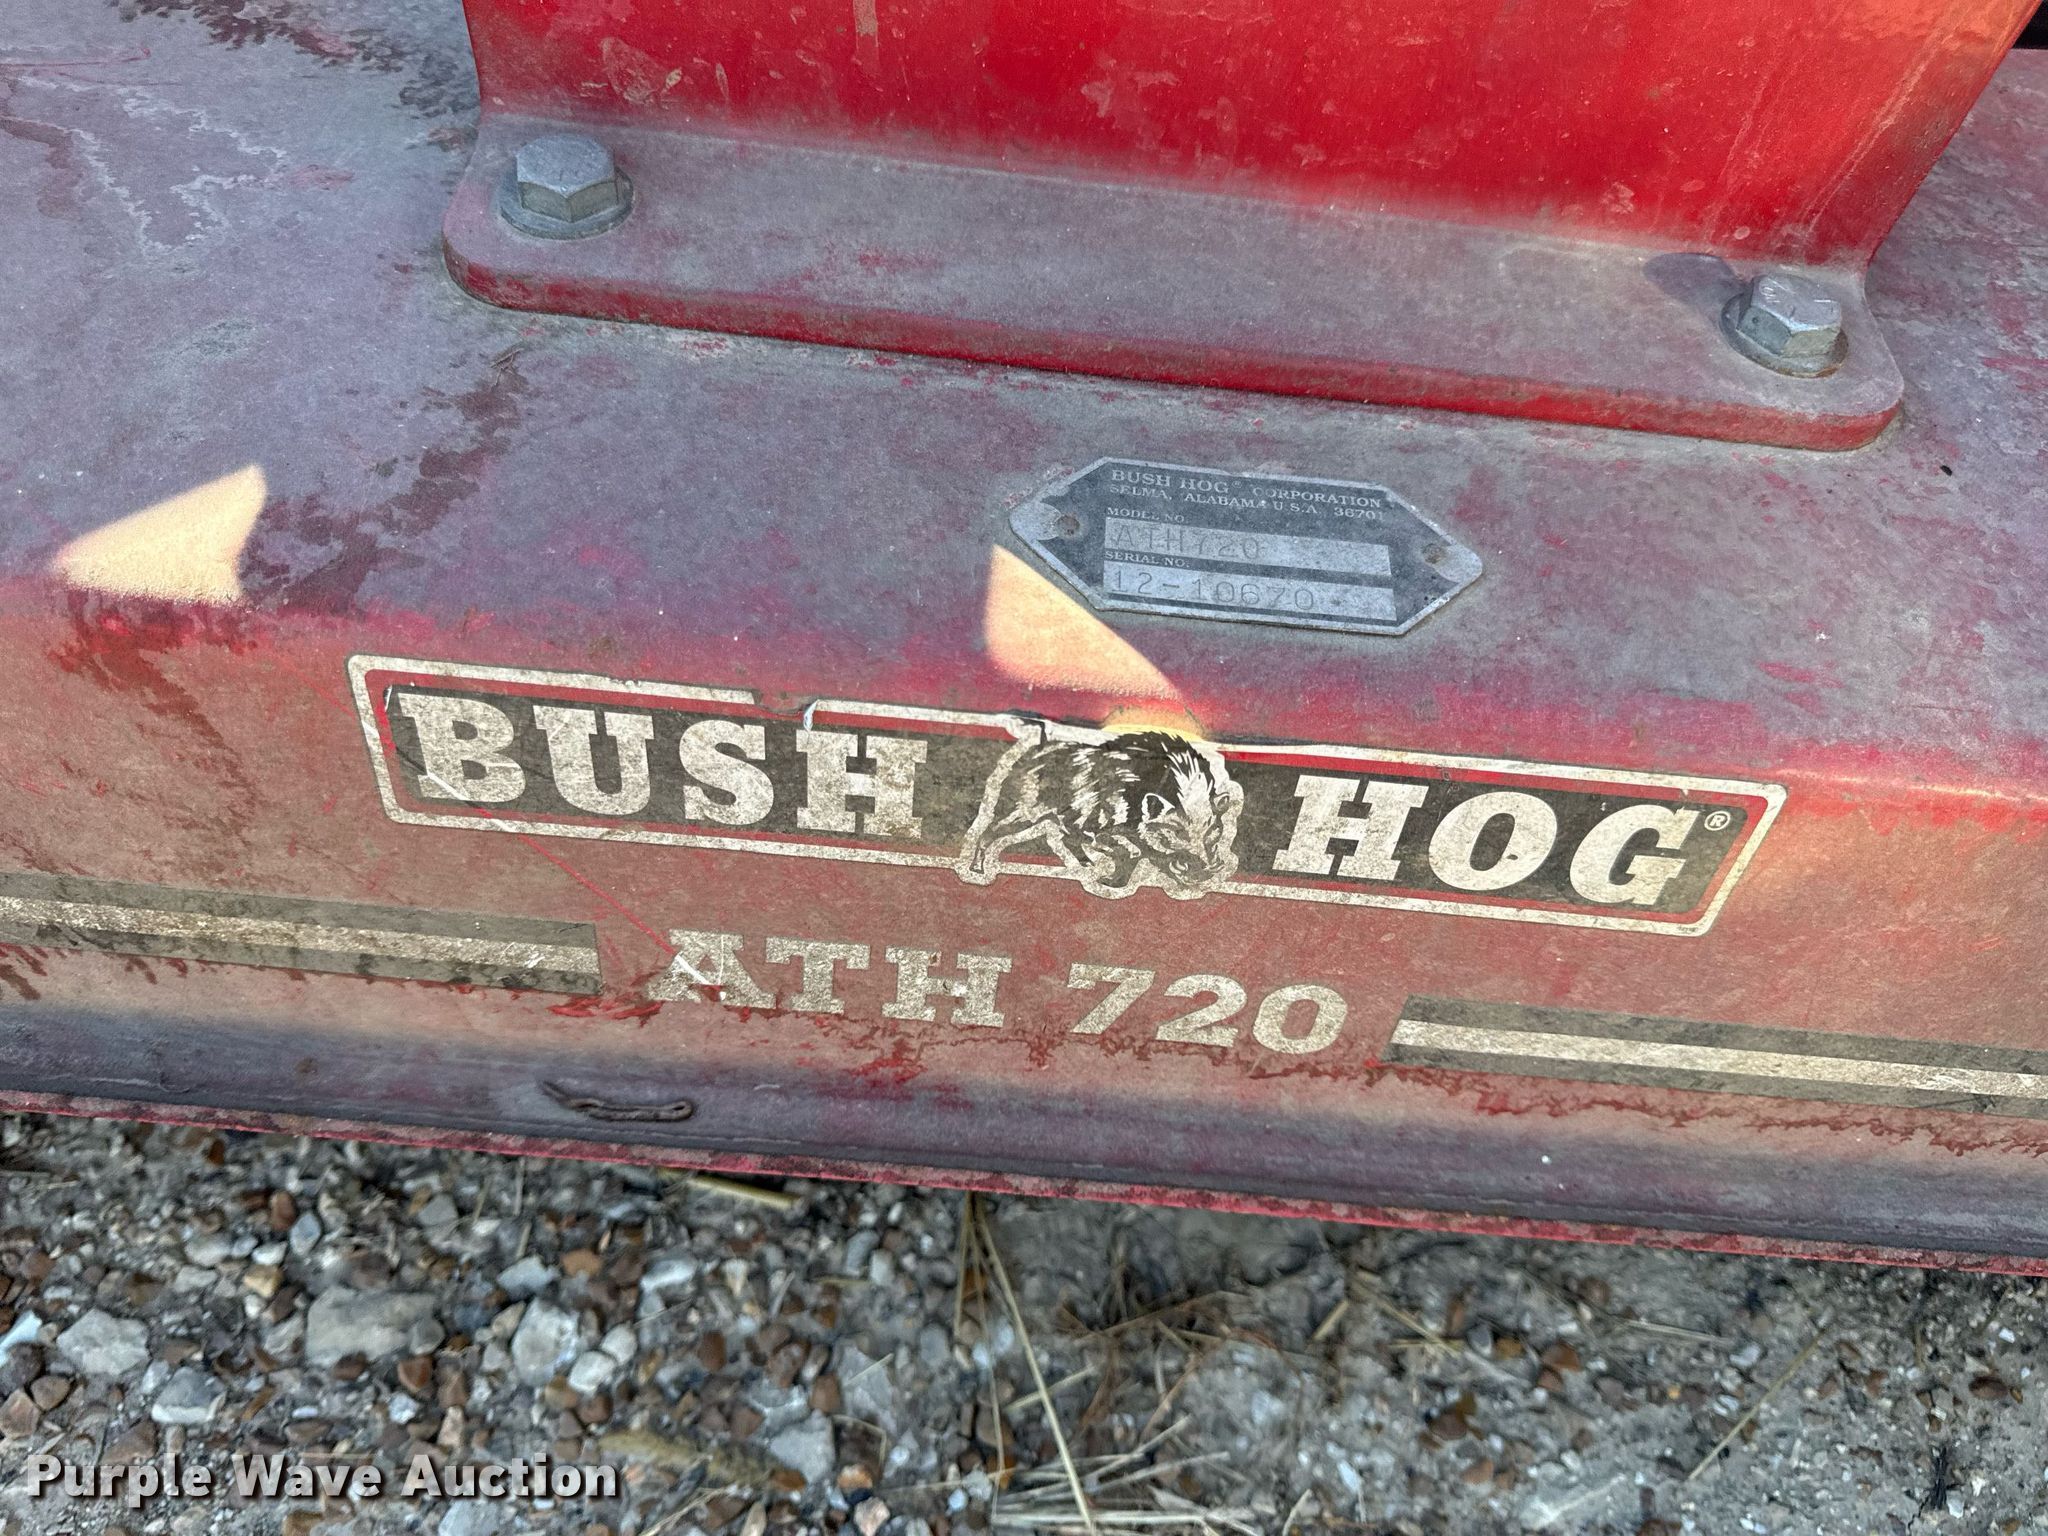 BUSH HOG® CORPORATION
SELMA, ALABAMA U.S.A. 36701
MODEL NO.
ATH720
SERIAL NO.
12-10670
BUSH HOG®
ATH 720
Purple Wave Auction